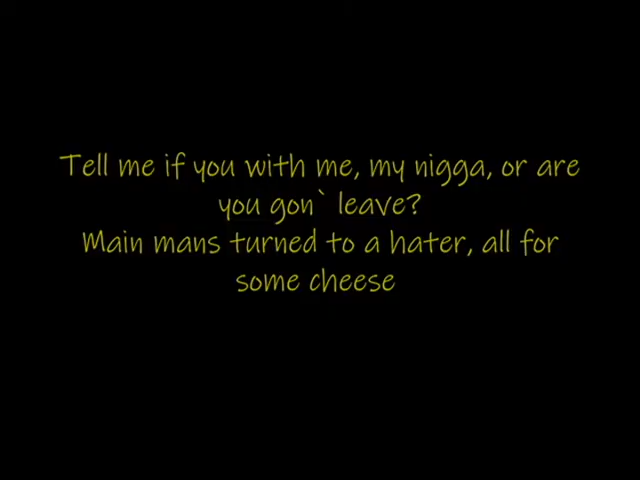 Tell me if you with me, my nigga, or are
you gon` leave?
Main mans turned to a hater, all for
some cheese